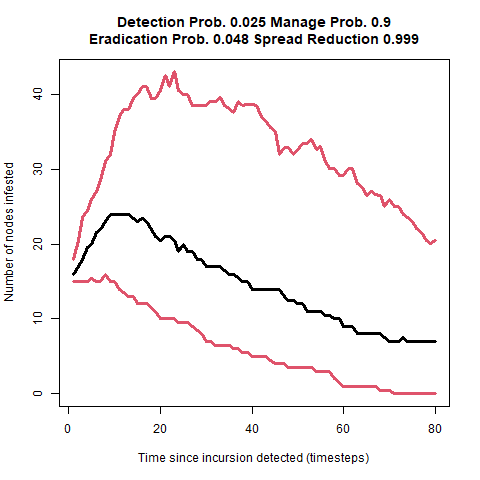 Detection Prob. 0.025 Manage Prob. 0.9
Eradication Prob. 0.048 Spread Reduction 0.999
Number of nodes infested
40
30
20
10
0
0 20 40 60 80
Time since incursion detected (timesteps)